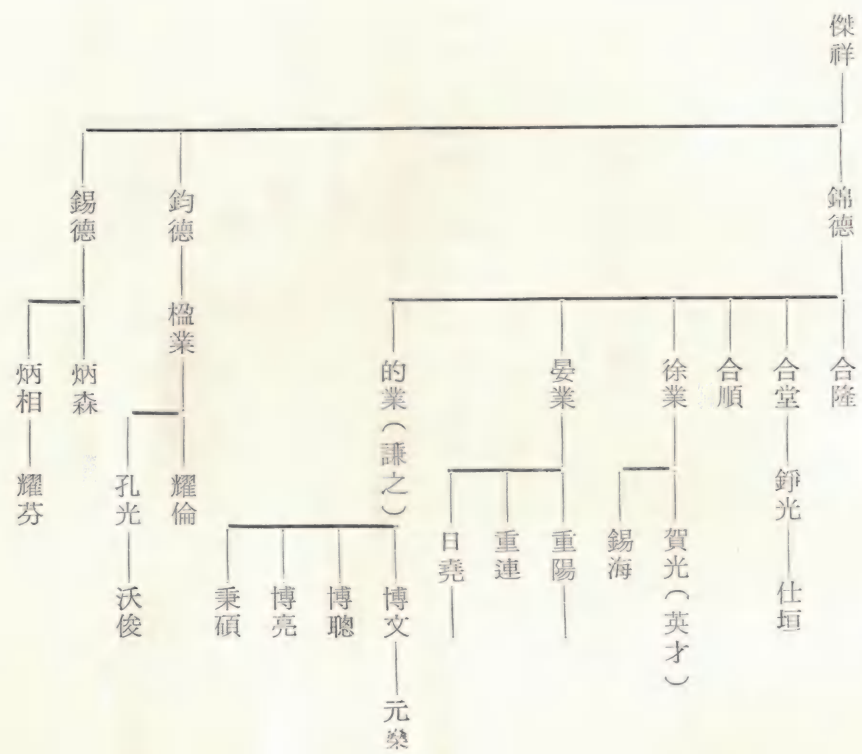 傑祥
錦德
鈞德
錫德
合隆
合堂
合順
徐業
晏業
的業（謙之）
楹業
炳森
炳相
錚光
賀光（英才）
錫海
重陽
重連
日堯
耀倫
孔光
耀芬
仕垣
博文
博聰
博亮
秉碩
沃俊
元